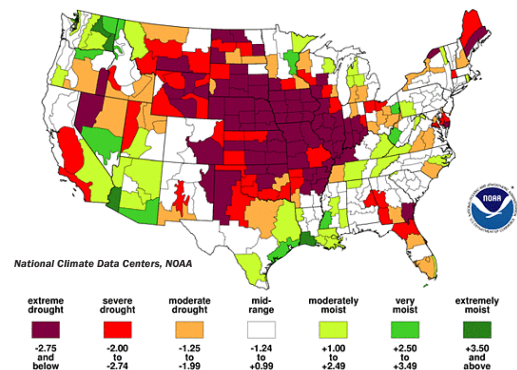 NOAA
National Climate Data Centers, NOAA
extreme drought
severe drought
moderate drought
mid-range
moderately moist
very moist
extremely moist
-2.75 and below
-2.00 to -2.74
-1.25 to -1.99
-1.24 to +0.99
+1.00 to +2.49
+2.50 to +3.49
+3.50 and above